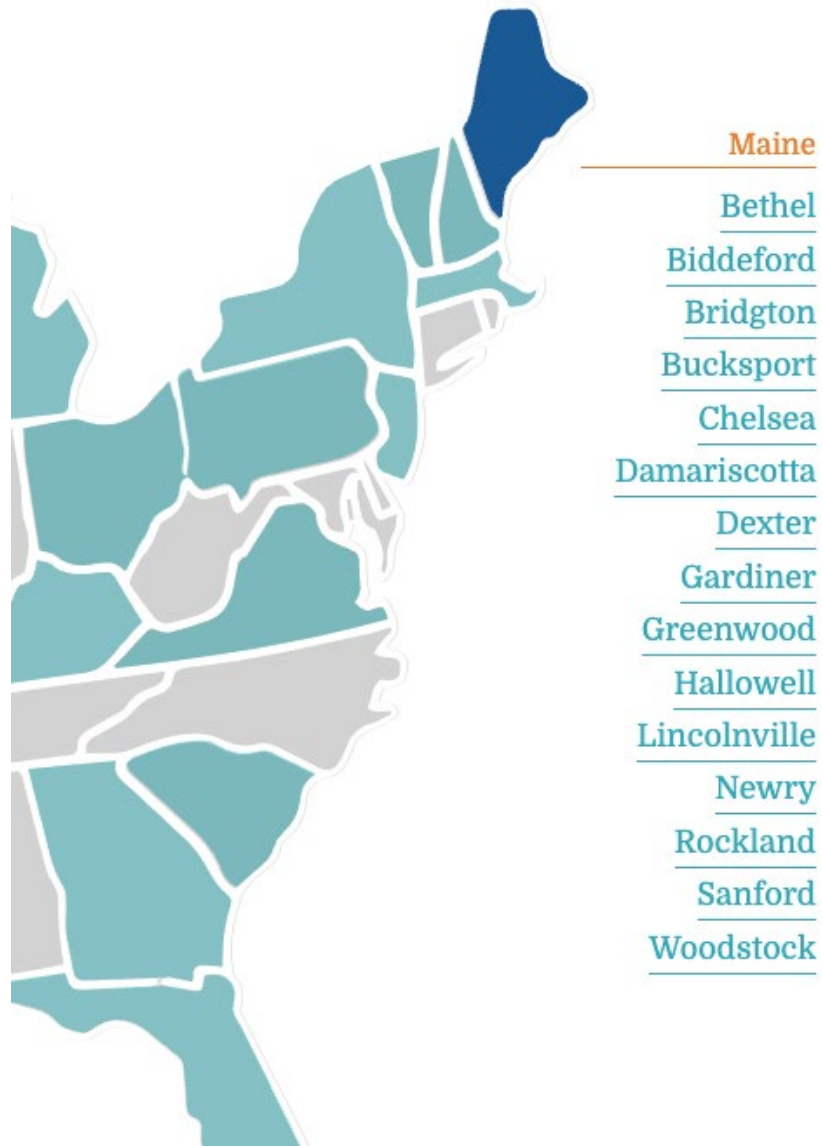 Maine
Bethel
Biddeford
Bridgton
Bucksport
Chelsea
Damariscotta
Dexter
Gardiner
Greenwood
Hallowell
Lincolnville
Newry
Rockland
Sanford
Woodstock